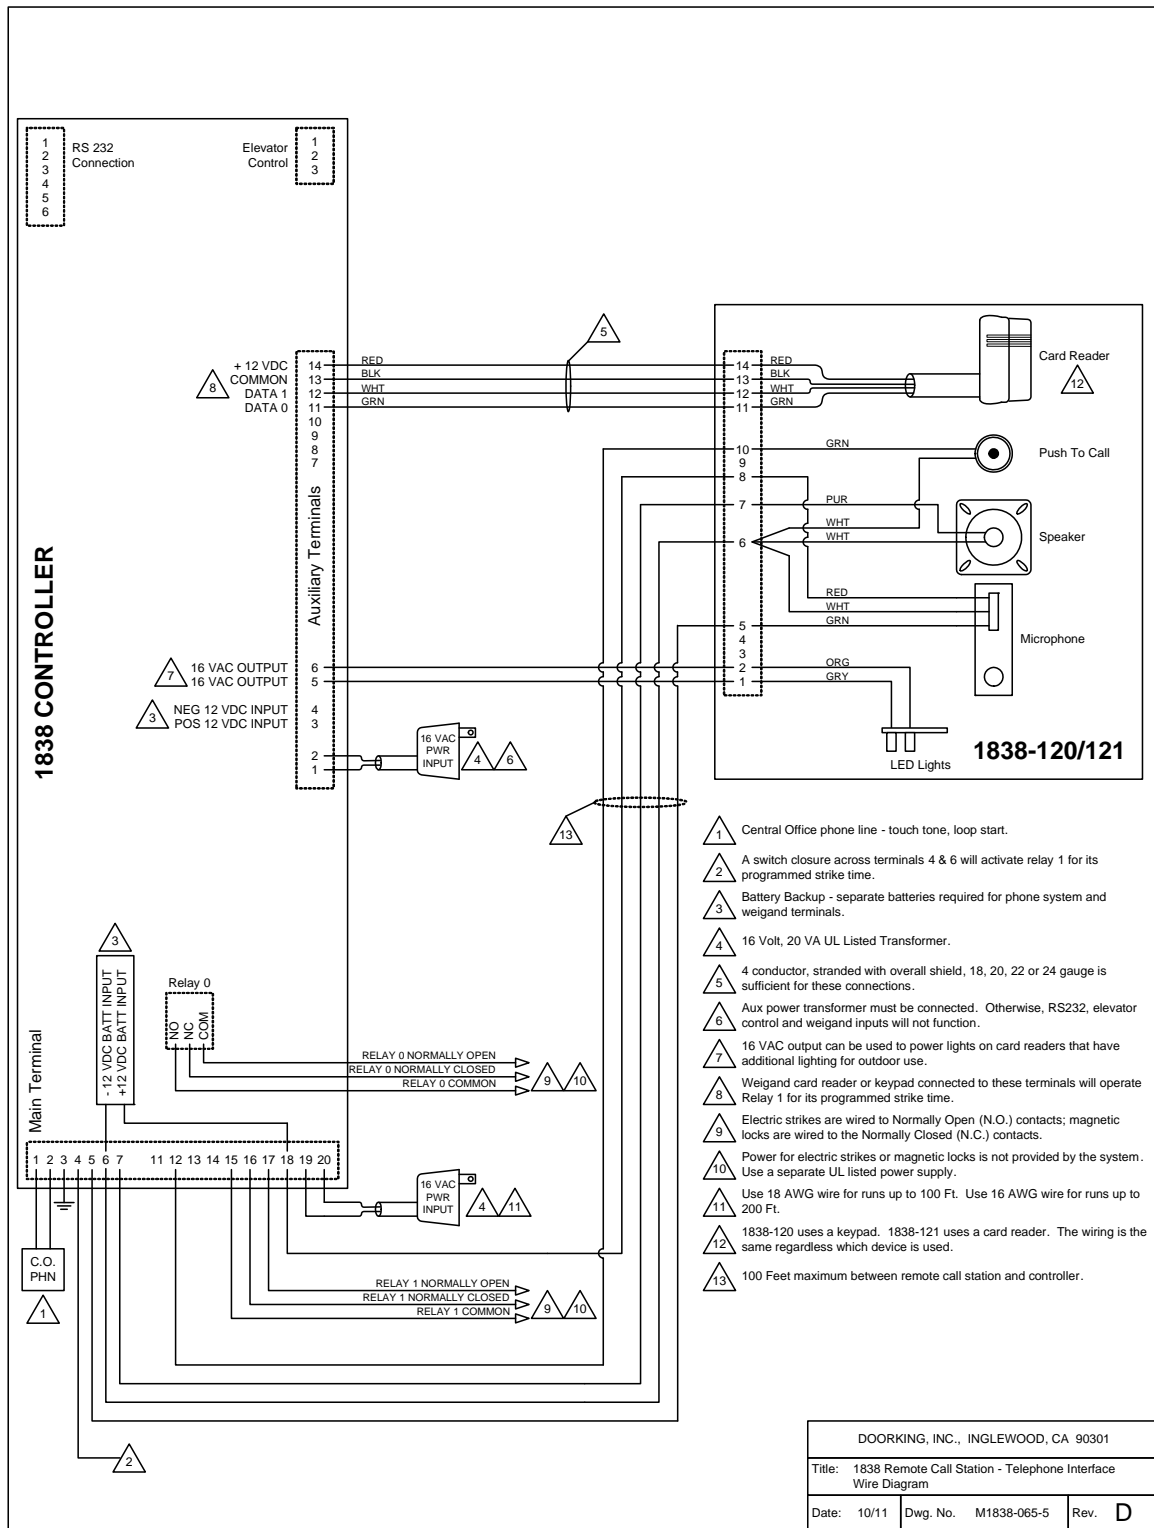 1
2
3
4
5
6
RS 232
Connection
Elevator
Control
1
2
3
1838 CONTROLLER
+ 12 VDC
COMMON
DATA 1
DATA 0
8
14
13
12
11
10
9
8
7
Auxiliary Terminals
RED
BLK
WHT
GRN
5
16 VAC OUTPUT
16 VAC OUTPUT
7
6
5
NEG 12 VDC INPUT
POS 12 VDC INPUT
3
4
3
2
1
16 VAC
PWR
INPUT
4
6
14
13
12
11
10
9
8
7
6
5
4
3
2
1
RED
BLK
WHT
GRN
Card Reader
12
GRN
Push To Call
PUR
WHT
WHT
Speaker
RED
WHT
GRN
Microphone
ORG
GRY
LED Lights
1838-120/121
13
3
- 12 VDC BATT INPUT
+12 VDC BATT INPUT
Relay 0
NO
NC
COM
RELAY 0 NORMALLY OPEN
RELAY 0 NORMALLY CLOSED
RELAY 0 COMMON
9
10
Main Terminal
1 2 3 4 5 6 7 11 12 13 14 15 16 17 18 19 20
16 VAC
PWR
INPUT
4
11
C.O.
PHN
1
RELAY 1 NORMALLY OPEN
RELAY 1 NORMALLY CLOSED
RELAY 1 COMMON
9
10
2
1 Central Office phone line - touch tone, loop start.
2 A switch closure across terminals 4 & 6 will activate relay 1 for its
programmed strike time.
3 Battery Backup - separate batteries required for phone system and
weigand terminals.
4 16 Volt, 20 VA UL Listed Transformer.
5 4 conductor, stranded with overall shield, 18, 20, 22 or 24 gauge is
sufficient for these connections.
6 Aux power transformer must be connected. Otherwise, RS232, elevator
control and weigand inputs will not function.
7 16 VAC output can be used to power lights on card readers that have
additional lighting for outdoor use.
8 Weigand card reader or keypad connected to these terminals will operate
Relay 1 for its programmed strike time.
9 Electric strikes are wired to Normally Open (N.O.) contacts; magnetic
locks are wired to the Normally Closed (N.C.) contacts.
10 Power for electric strikes or magnetic locks is not provided by the system.
Use a separate UL listed power supply.
11 Use 18 AWG wire for runs up to 100 Ft. Use 16 AWG wire for runs up to
200 Ft.
12 1838-120 uses a keypad. 1838-121 uses a card reader. The wiring is the
same regardless which device is used.
13 100 Feet maximum between remote call station and controller.
DOORKING, INC., INGLEWOOD, CA 90301
Title: 1838 Remote Call Station - Telephone Interface
Wire Diagram
Date: 10/11 Dwg. No. M1838-065-5 Rev. D